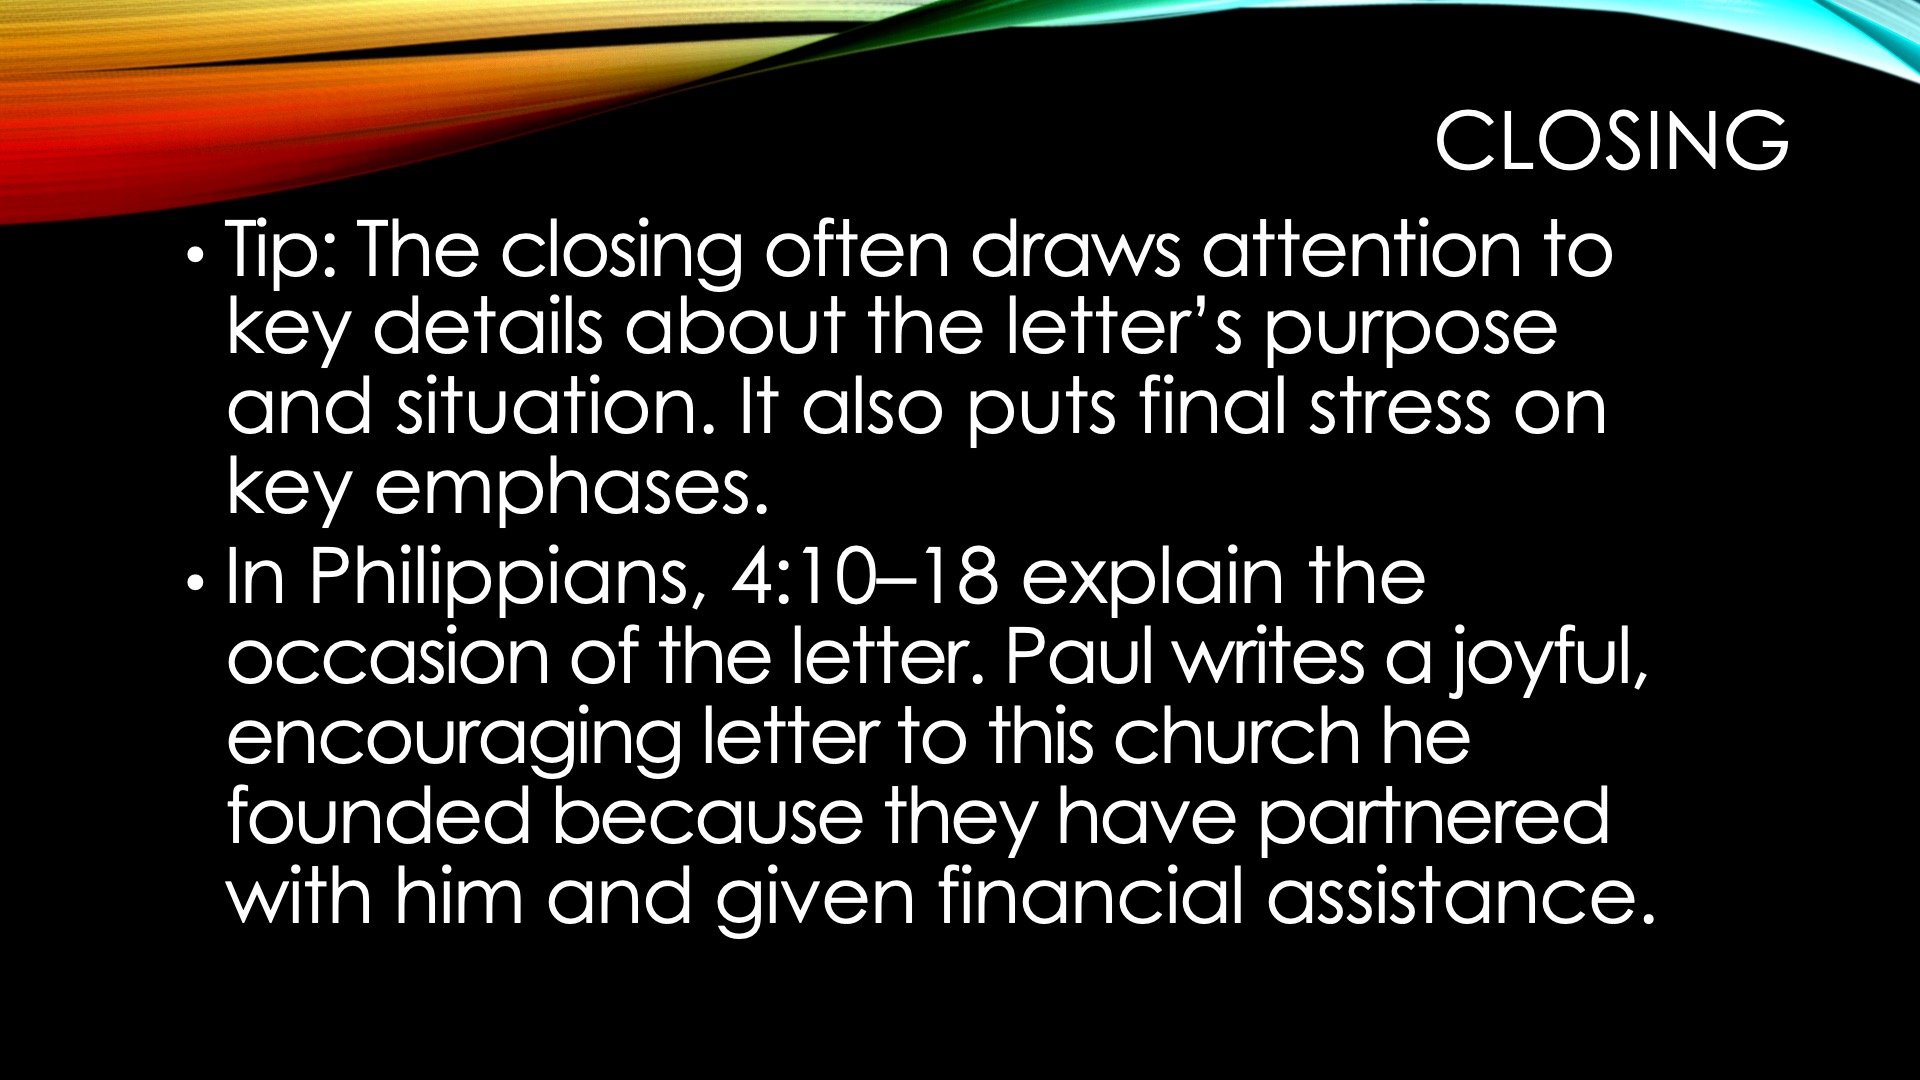 CLOSING
• Tip: The closing often draws attention to
key details about the letter’s purpose
and situation. It also puts final stress on
key emphases.
• In Philippians, 4:10–18 explain the
occasion of the letter. Paul writes a joyful,
encouraging letter to this church he
founded because they have partnered
with him and given financial assistance.